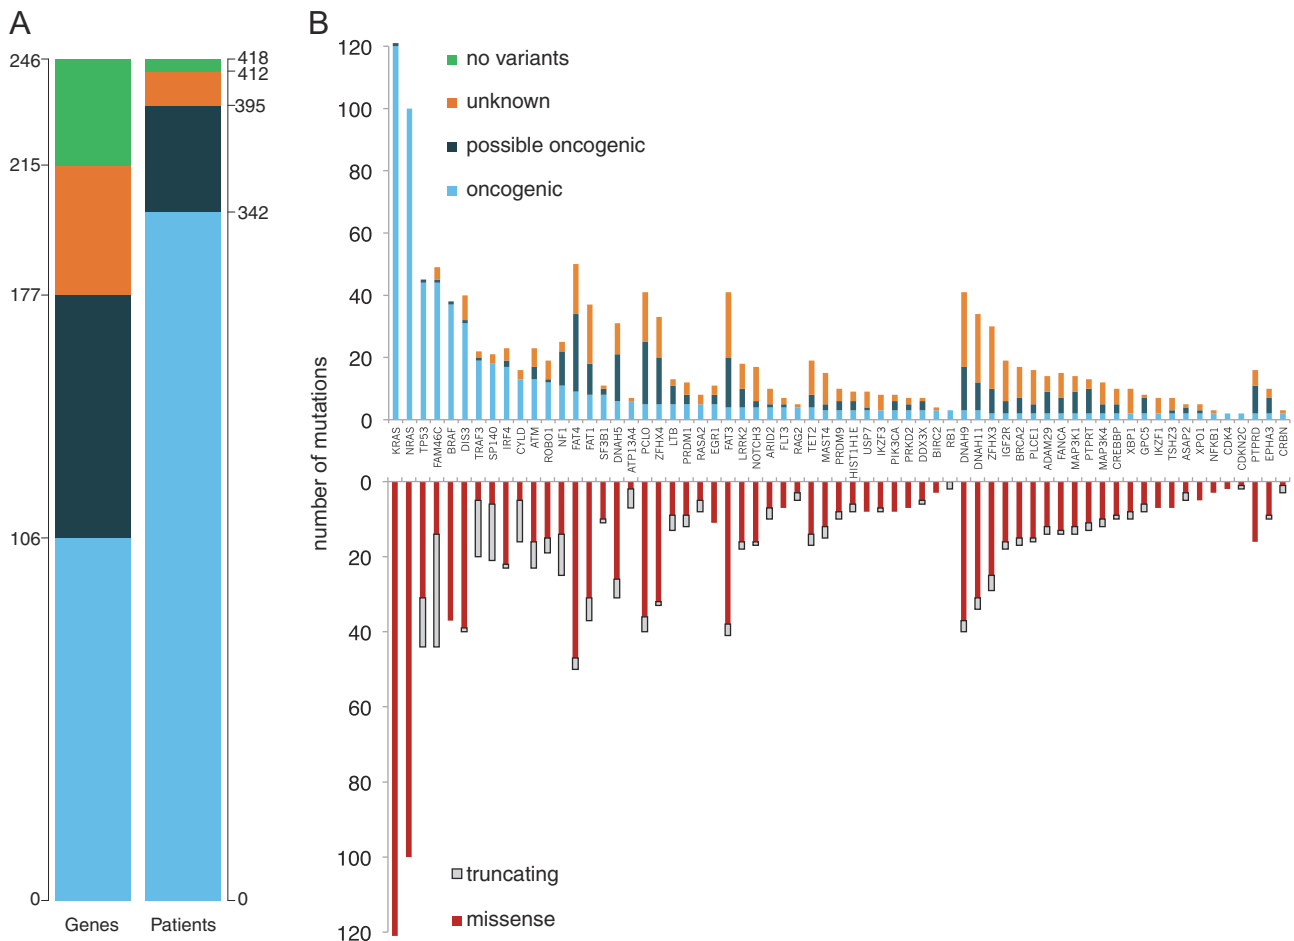 A
B
246
215
177
106
0
418
412
395
342
0
Genes
Patients
number of mutations
120
100
80
60
40
20
0
no variants
unknown
possible oncogenic
oncogenic
KRAS
NRAS
TP53
FAM46C
BRAF
DIS3
TRAF3
SP140
IRF4
CYLD
ATM
ROBO1
NF1
FAT4
FAT1
SF3B1
DNAH5
ATP13A4
PCLO
ZFHX4
LTB
PRDM1
RASA2
EGR1
FAT3
LRRK2
NOTCH3
ARID2
FLT3
RAG2
TET2
MAST4
PRDM9
HIST1H1E
USP7
IKZF3
PIK3CA
PRKD2
DDX3X
BIRC2
RB1
DNAH9
DNAH11
ZFHX3
IGF2R
BRCA2
PLCE1
ADAM29
FANCA
MAP3K1
PTPRT
MAP3K4
CREBBP
XBP1
GPC5
IKZF1
TSHZ3
ASAP2
XPO1
NFKB1
CDK4
CDKN2C
PTPRD
EPHA3
CRBN
0
20
40
60
80
100
120
truncating
missense